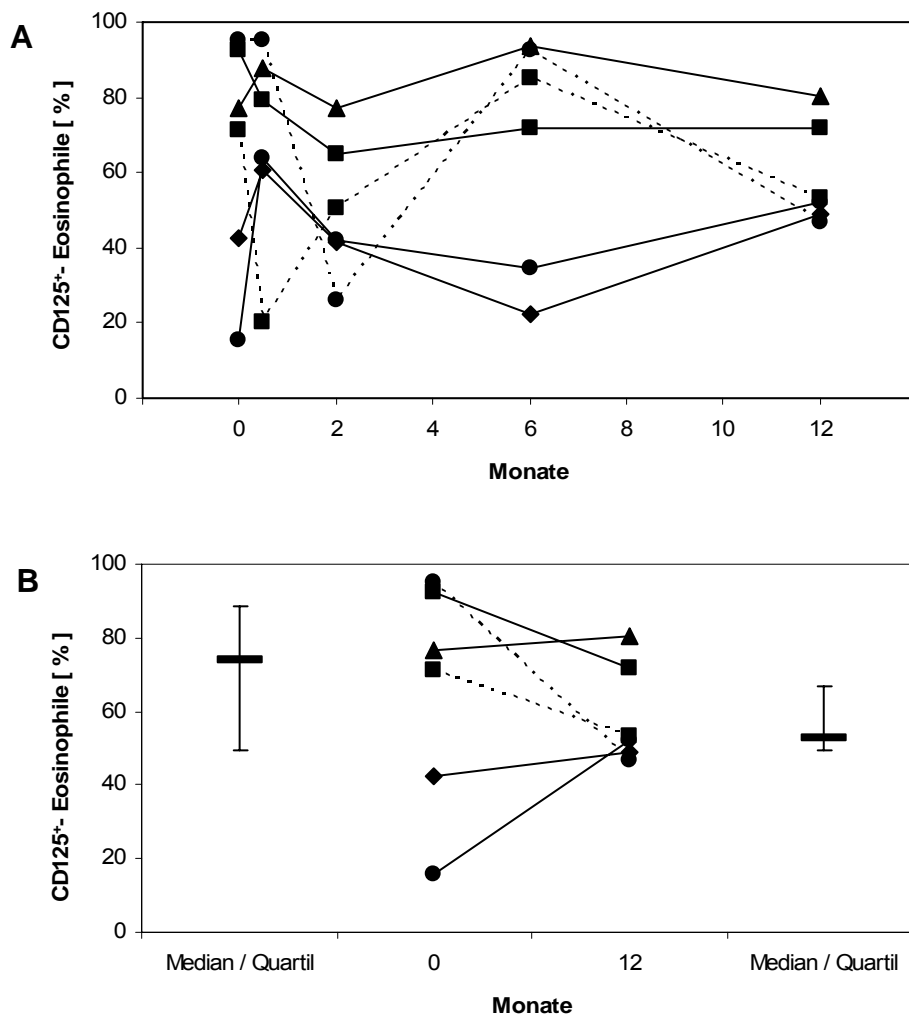 A
CD125+- Eosinophile [ % ]
100
80
60
40
20
0
0 2 4 6 8 10 12
Monate
B
CD125+- Eosinophile [ % ]
100
80
60
40
20
0
Median / Quartil 0 12 Median / Quartil
Monate